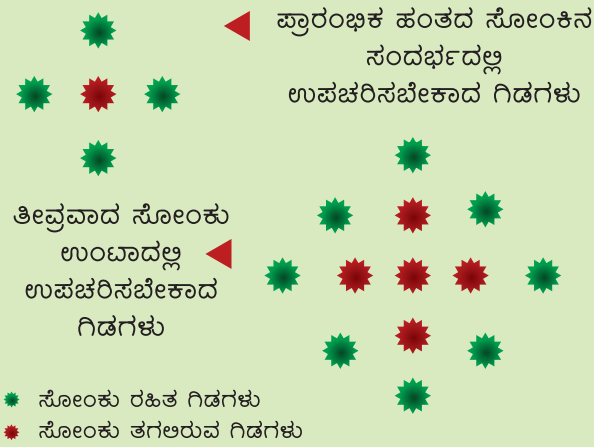 ಪ್ರಾರಂಭಿಕ ಹಂತದ ಸೋಂಕಿನ
ಸಂದರ್ಭದಲ್ಲಿ
ಉಪಚರಿಸಬೇಕಾದ ಗಿಡಗಳು
ತೀವ್ರವಾದ ಸೋಂಕು
ಉಂಟಾದಲ್ಲಿ
ಉಪಚರಿಸಬೇಕಾದ
ಗಿಡಗಳು
ಸೋಂಕು ರಹಿತ ಗಿಡಗಳು
ಸೋಂಕು ತಗಲಿರುವ ಗಿಡಗಳು